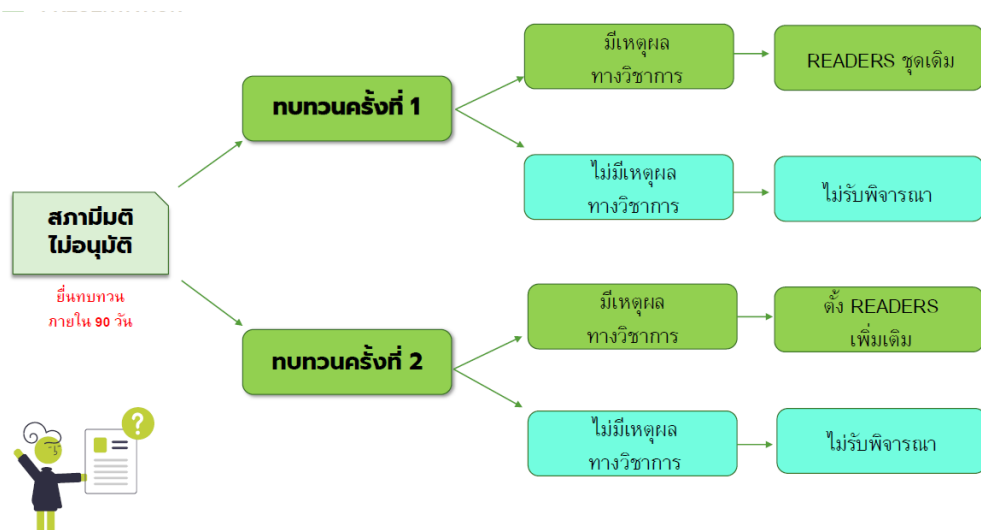 มีเหตุผล
ทางวิชาการ
READERS ชุดเดิม
ทบทวนครั้งที่ 1
ไม่มีเหตุผล
ทางวิชาการ
ไม่รับพิจารณา
สภามีมติ
ไม่อนุมัติ
ยื่นทบทวน
ภายใน 90 วัน
มีเหตุผล
ทางวิชาการ
ตั้ง READERS
เพิ่มเติม
ทบทวนครั้งที่ 2
ไม่มีเหตุผล
ทางวิชาการ
ไม่รับพิจารณา
?